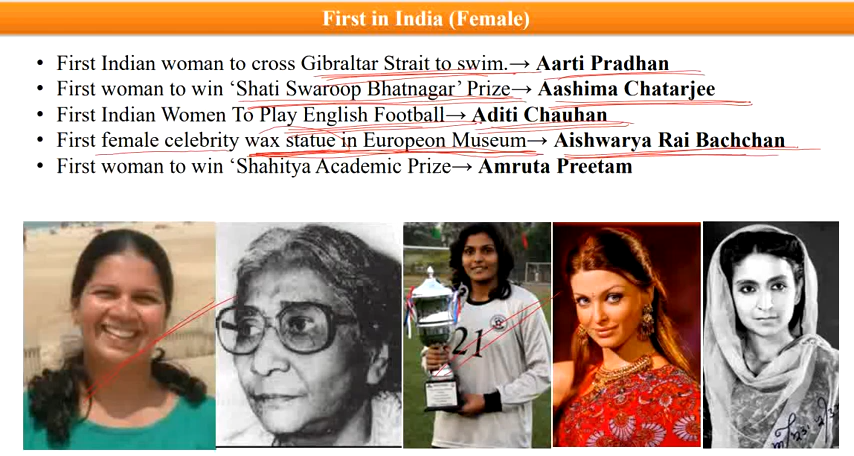 First in India (Female)
• First Indian woman to cross Gibraltar Strait to swim.→ Aarti Pradhan
• First woman to win ‘Shati Swaroop Bhatnagar’ Prize→ Aashima Chatarjee
• First Indian Women To Play English Football→ Aditi Chauhan
• First female celebrity wax statue in Europeon Museum→ Aishwarya Rai Bachchan
• First woman to win ‘Shahitya Academic Prize→ Amruta Preetam
21